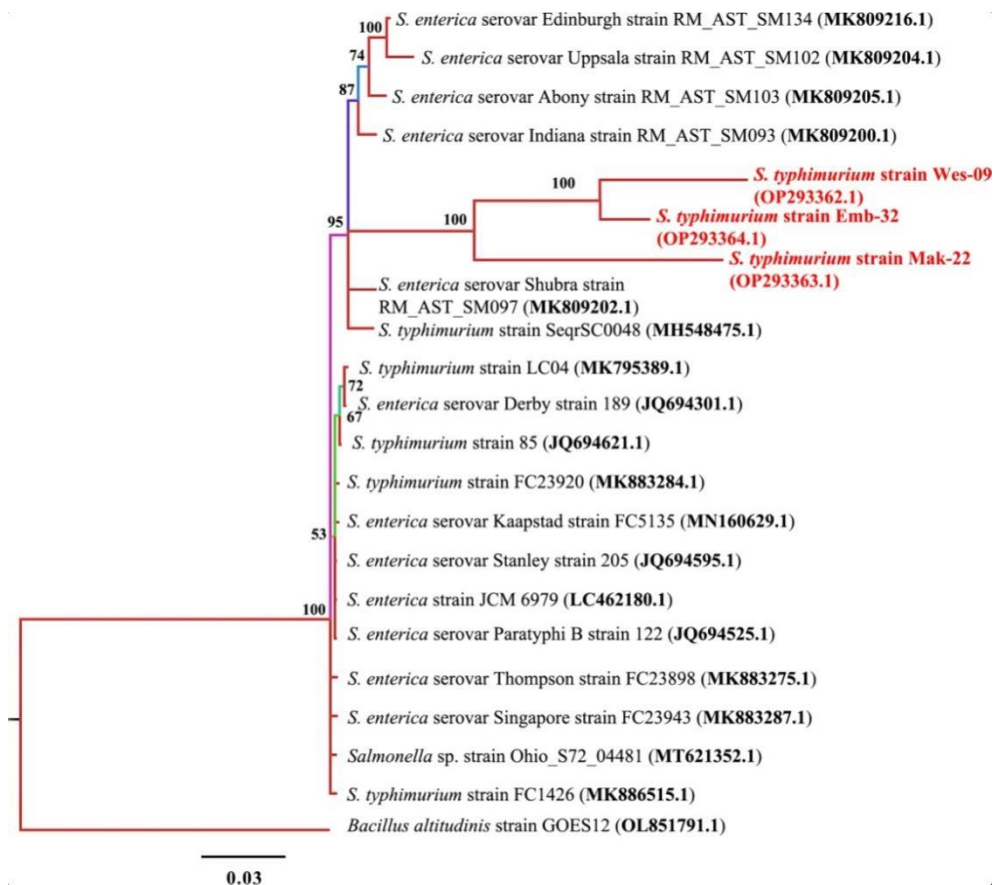 100
S. enterica serovar Edinburgh strain RM_AST_SM134 (MK809216.1)
74
S. enterica serovar Uppsala strain RM_AST_SM102 (MK809204.1)
87
S. enterica serovar Abony strain RM_AST_SM103 (MK809205.1)
S. enterica serovar Indiana strain RM_AST_SM093 (MK809200.1)
100
S. typhimurium strain Wes-09
(OP293362.1)
95
100
S. typhimurium strain Emb-32
(OP293364.1)
S. typhimurium strain Mak-22
(OP293363.1)
S. enterica serovar Shubra strain
RM_AST_SM097 (MK809202.1)
S. typhimurium strain SeqrSC0048 (MH548475.1)
S. typhimurium strain LC04 (MK795389.1)
72
S. enterica serovar Derby strain 189 (JQ694301.1)
67
S. typhimurium strain 85 (JQ694621.1)
S. typhimurium strain FC23920 (MK883284.1)
S. enterica serovar Kaapstad strain FC5135 (MN160629.1)
53
S. enterica serovar Stanley strain 205 (JQ694595.1)
S. enterica strain JCM 6979 (LC462180.1)
100
S. enterica serovar Paratyphi B strain 122 (JQ694525.1)
S. enterica serovar Thompson strain FC23898 (MK883275.1)
S. enterica serovar Singapore strain FC23943 (MK883287.1)
Salmonella sp. strain Ohio_S72_04481 (MT621352.1)
S. typhimurium strain FC1426 (MK886515.1)
Bacillus altitudinis strain GOES12 (OL851791.1)
0.03